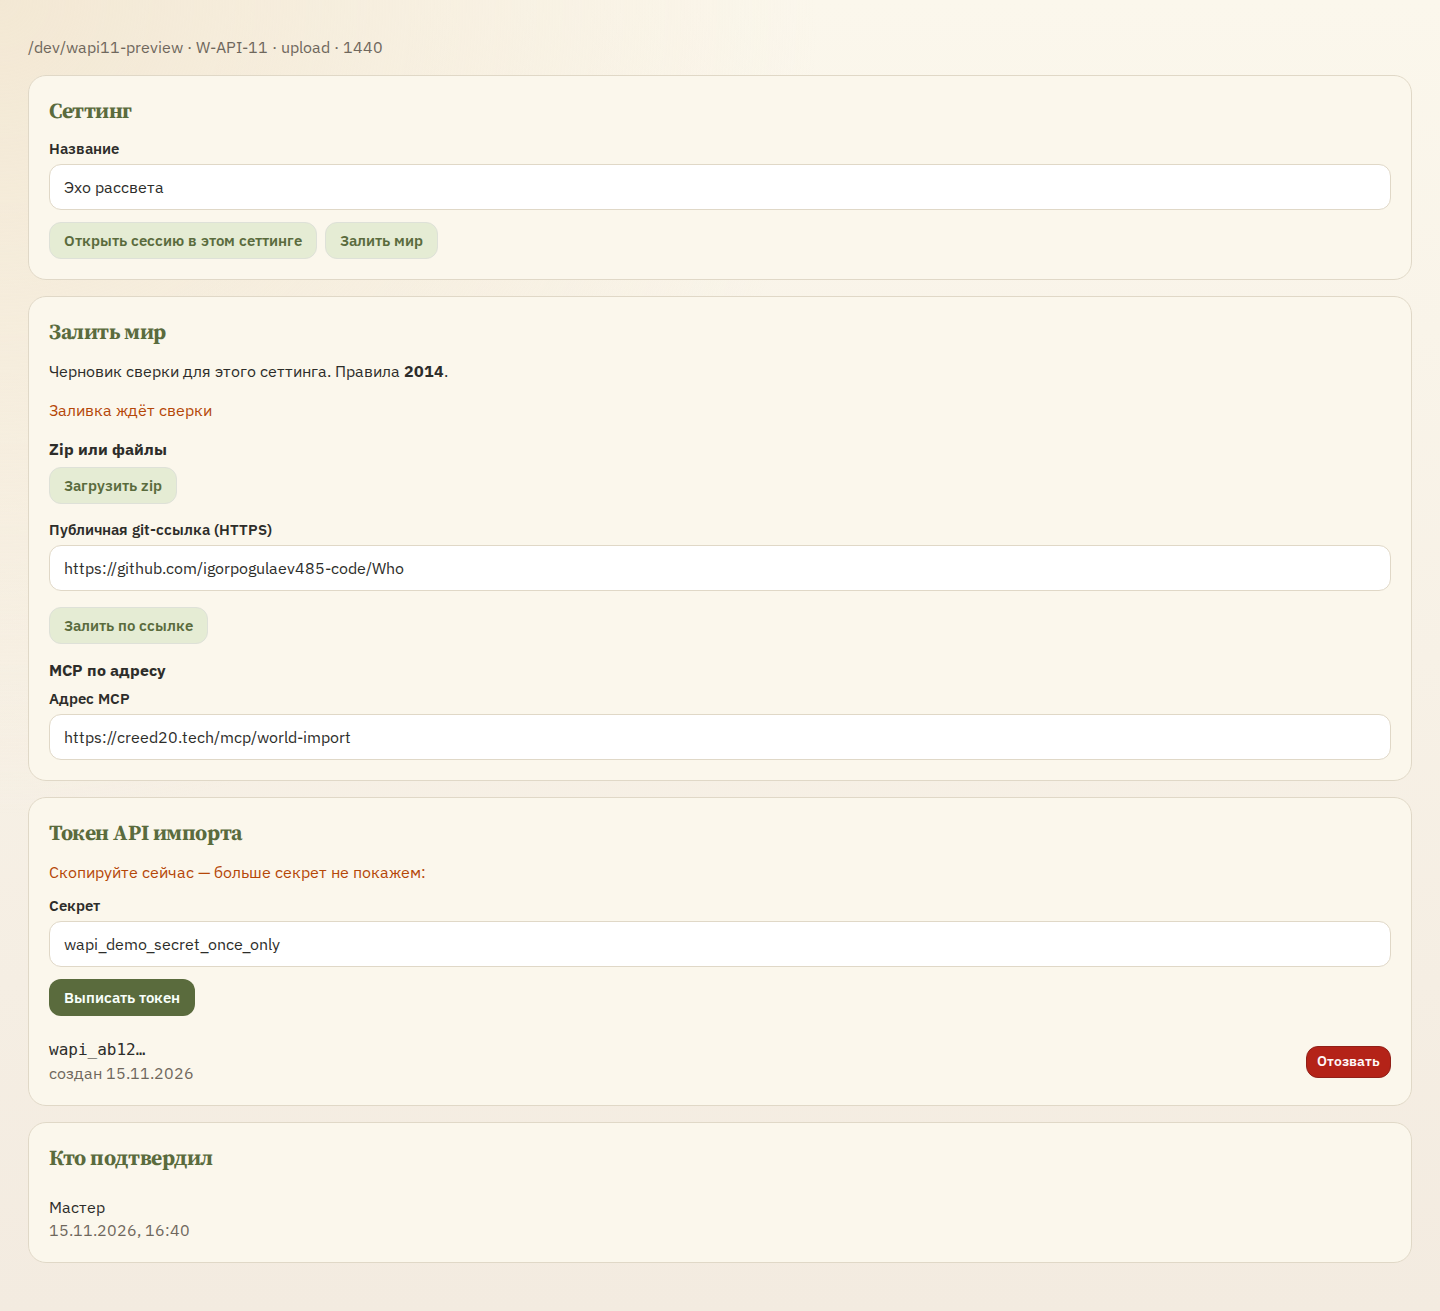 /dev/wapi11-preview · W-API-11 · upload · 1440
Сеттинг
Название
Эхо рассвета
Открыть сессию в этом сеттинге
Залить мир
Залить мир
Черновик сверки для этого сеттинга. Правила 2014.
Заливка ждёт сверки
Zip или файлы
Загрузить zip
Публичная git-ссылка (HTTPS)
https://github.com/igorpogulaev485-code/Who
Залить по ссылке
MCP по адресу
Адрес MCP
https://creed20.tech/mcp/world-import
Токен API импорта
Скопируйте сейчас — больше секрет не покажем:
Секрет
wapi_demo_secret_once_only
Выписать токен
wapi_ab12…
создан 15.11.2026
Отозвать
Кто подтвердил
Мастер
15.11.2026, 16:40